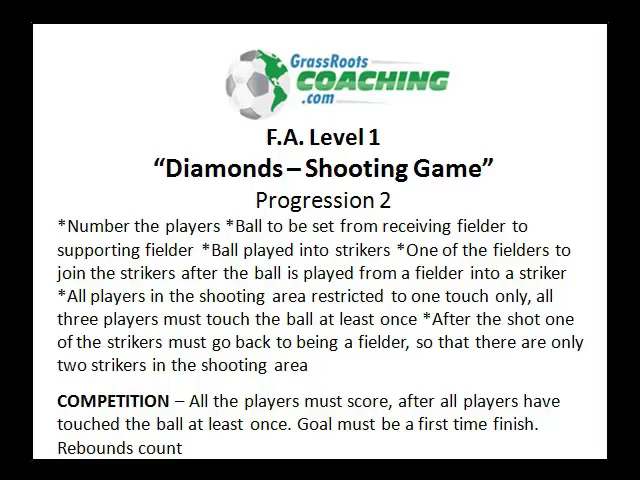 GrassRoots
COACHING
.com
F.A. Level 1
“Diamonds – Shooting Game”
Progression 2
*Number the players *Ball to be set from receiving fielder to
supporting fielder *Ball played into strikers *One of the fielders to
join the strikers after the ball is played from a fielder into a striker
*All players in the shooting area restricted to one touch only, all
three players must touch the ball at least once *After the shot one
of the strikers must go back to being a fielder, so that there are only
two strikers in the shooting area
COMPETITION – All the players must score, after all players have
touched the ball at least once. Goal must be a first time finish.
Rebounds count